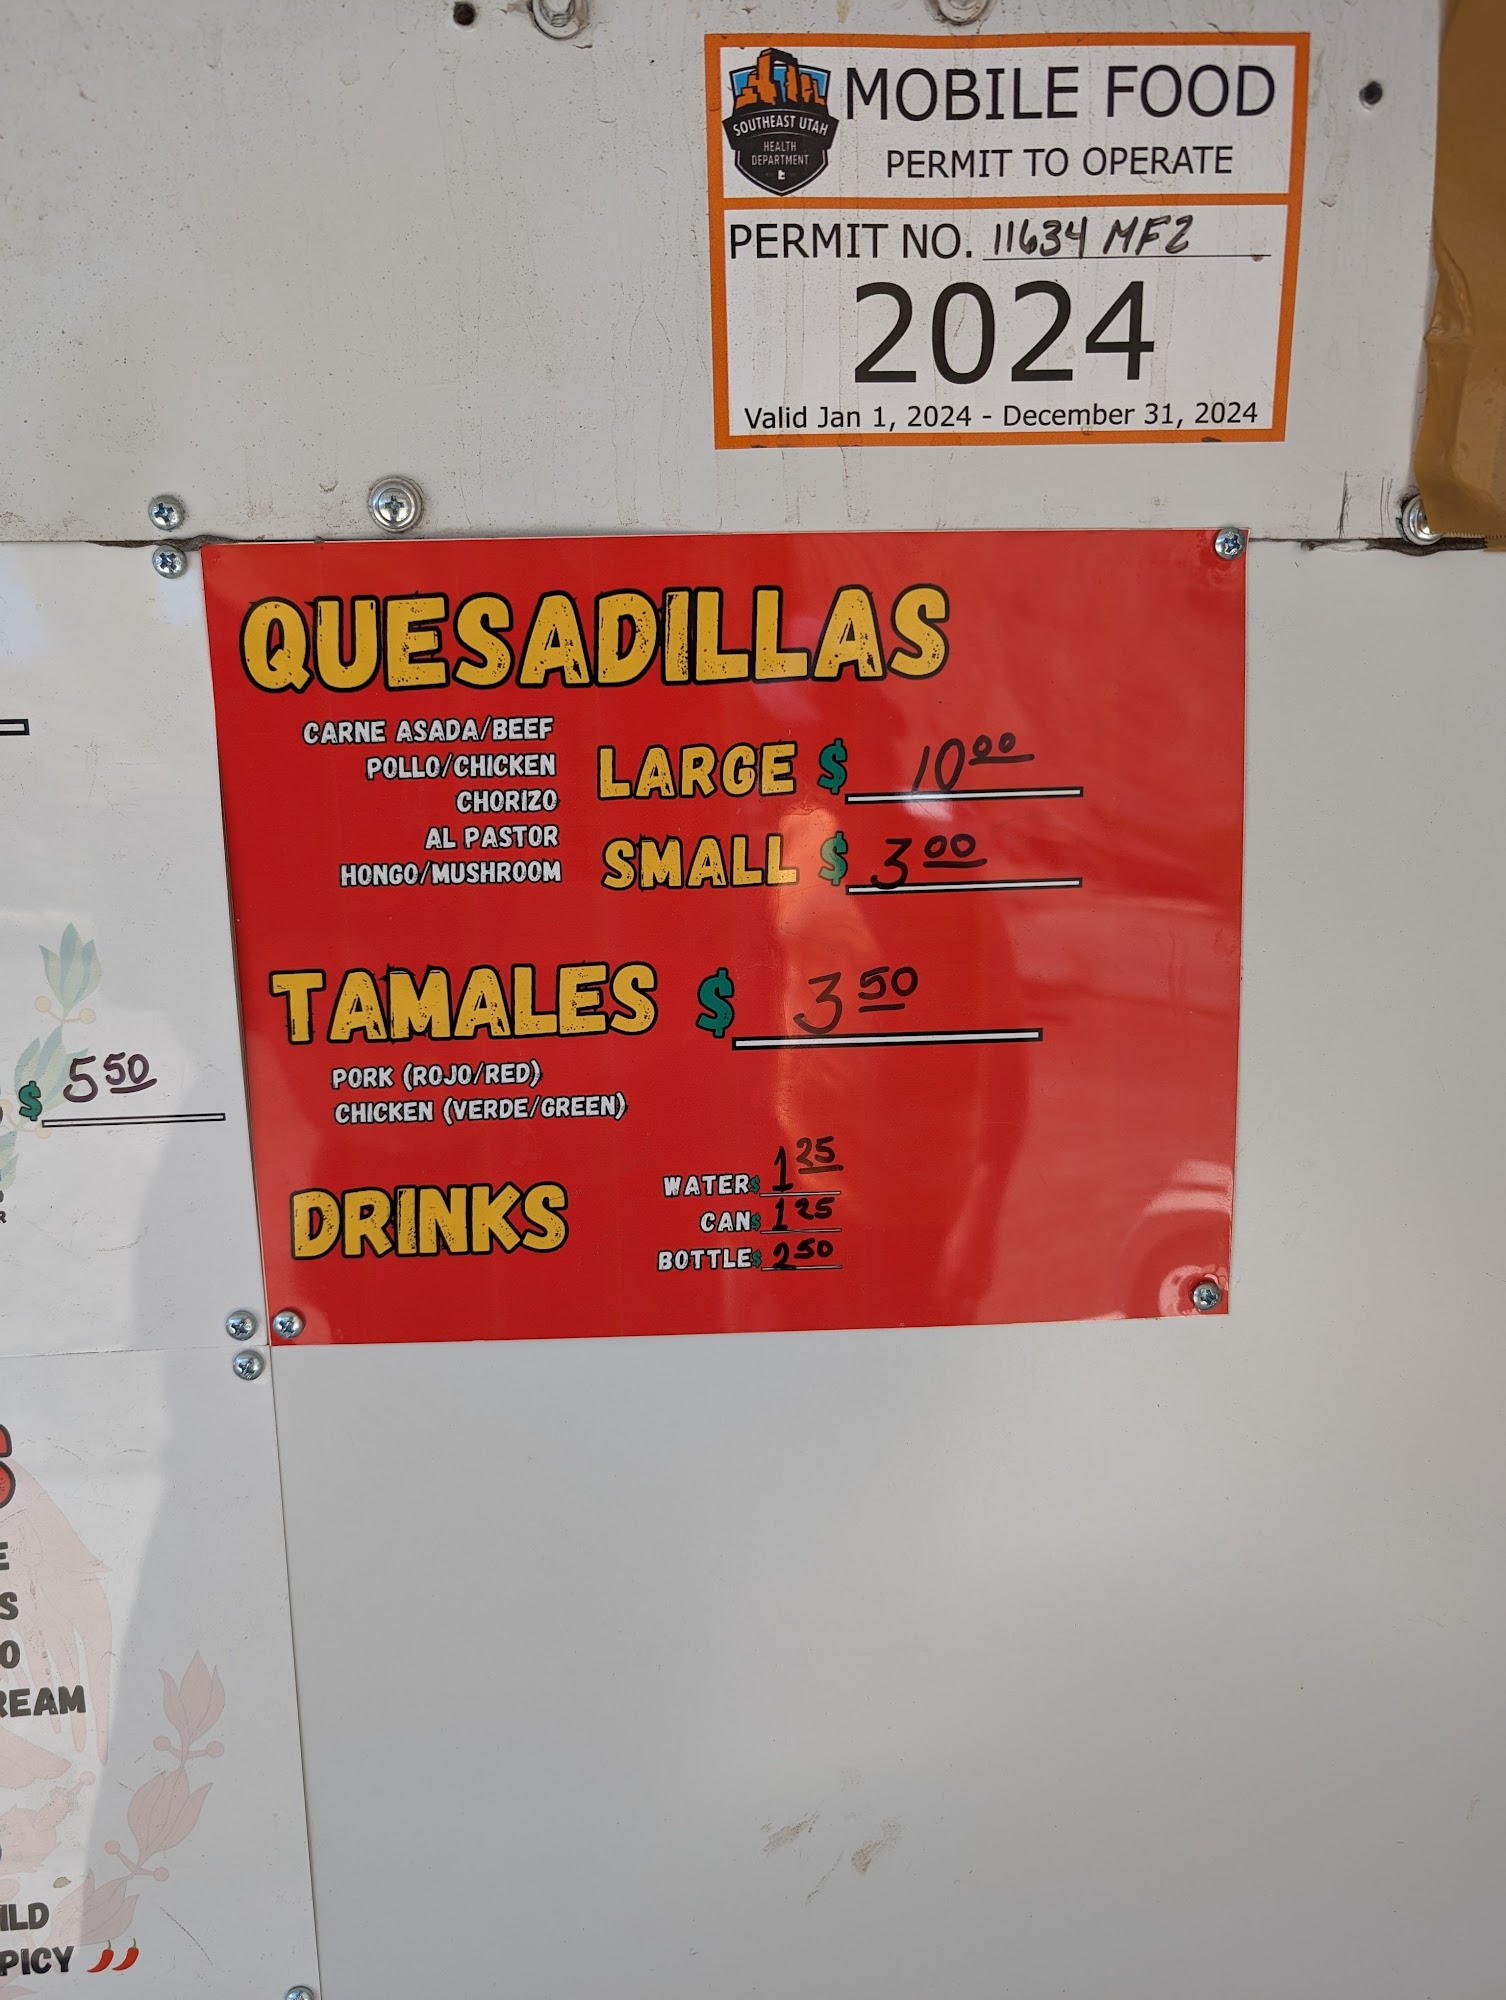 MOBILE FOOD
PERMIT TO OPERATE
SOUTHEAST UTAH
HEALTH
DEPARTMENT
PERMIT NO. 11634 MF2
2024
Valid Jan 1, 2024 - December 31, 2024
QUESADILLAS
CARNE ASADA/BEEF
POLLO/CHICKEN
CHORIZO
AL PASTOR
HONGO/MUSHROOM
LARGE $ 10 00
SMALL $ 3 00
TAMALES $ 3 50
PORK (ROJO/RED)
CHICKEN (VERDE/GREEN)
DRINKS
WATER $ 1 25
CAN $ 1 25
BOTTLE $ 2 50
$ 5 50